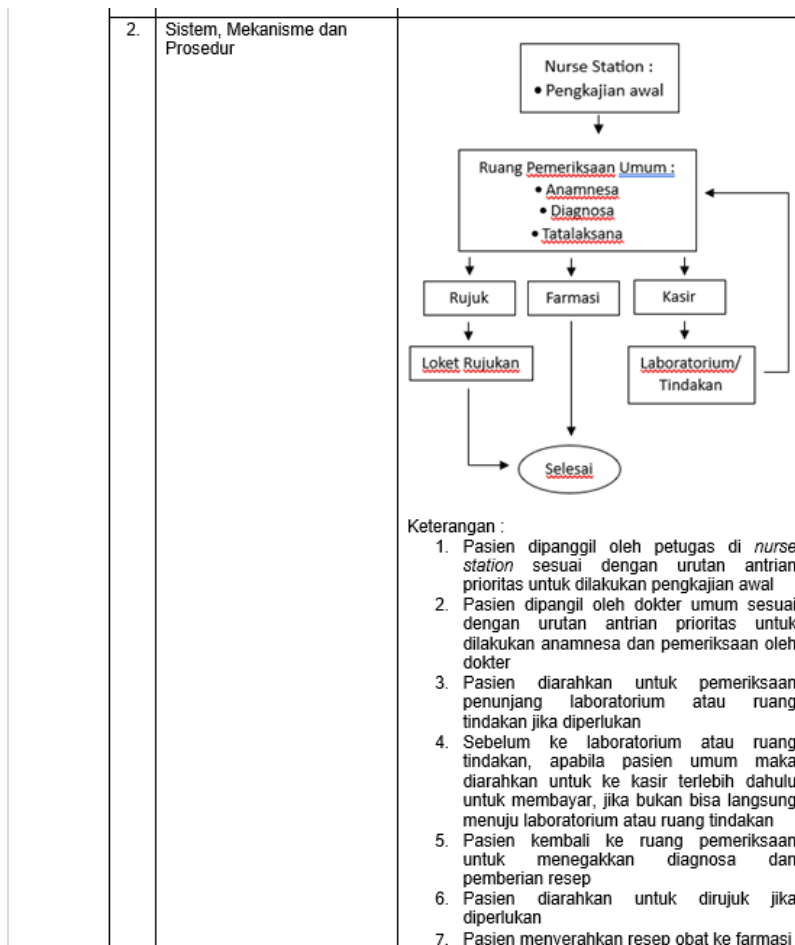 2.
Sistem, Mekanisme dan
Prosedur
Nurse Station :
• Pengkajian awal
Ruang Pemeriksaan Umum :
• Anamnesa
• Diagnosa
• Tatalaksana
Rujuk
Farmasi
Kasir
Loket Rujukan
Laboratorium/
Tindakan
Selesai
Keterangan :
1. Pasien dipanggil oleh petugas di nurse
station sesuai dengan urutan antrian
prioritas untuk dilakukan pengkajian awal
2. Pasien dipangil oleh dokter umum sesuai
dengan urutan antrian prioritas untuk
dilakukan anamnesa dan pemeriksaan oleh
dokter
3. Pasien diarahkan untuk pemeriksaan
penunjang laboratorium atau ruang
tindakan jika diperlukan
4. Sebelum ke laboratorium atau ruang
tindakan, apabila pasien umum maka
diarahkan untuk ke kasir terlebih dahulu
untuk membayar, jika bukan bisa langsung
menuju laboratorium atau ruang tindakan
5. Pasien kembali ke ruang pemeriksaan
untuk menegakkan diagnosa dan
pemberian resep
6. Pasien diarahkan untuk dirujuk jika
diperlukan
7. Pasien menyerahkan resep obat ke farmasi